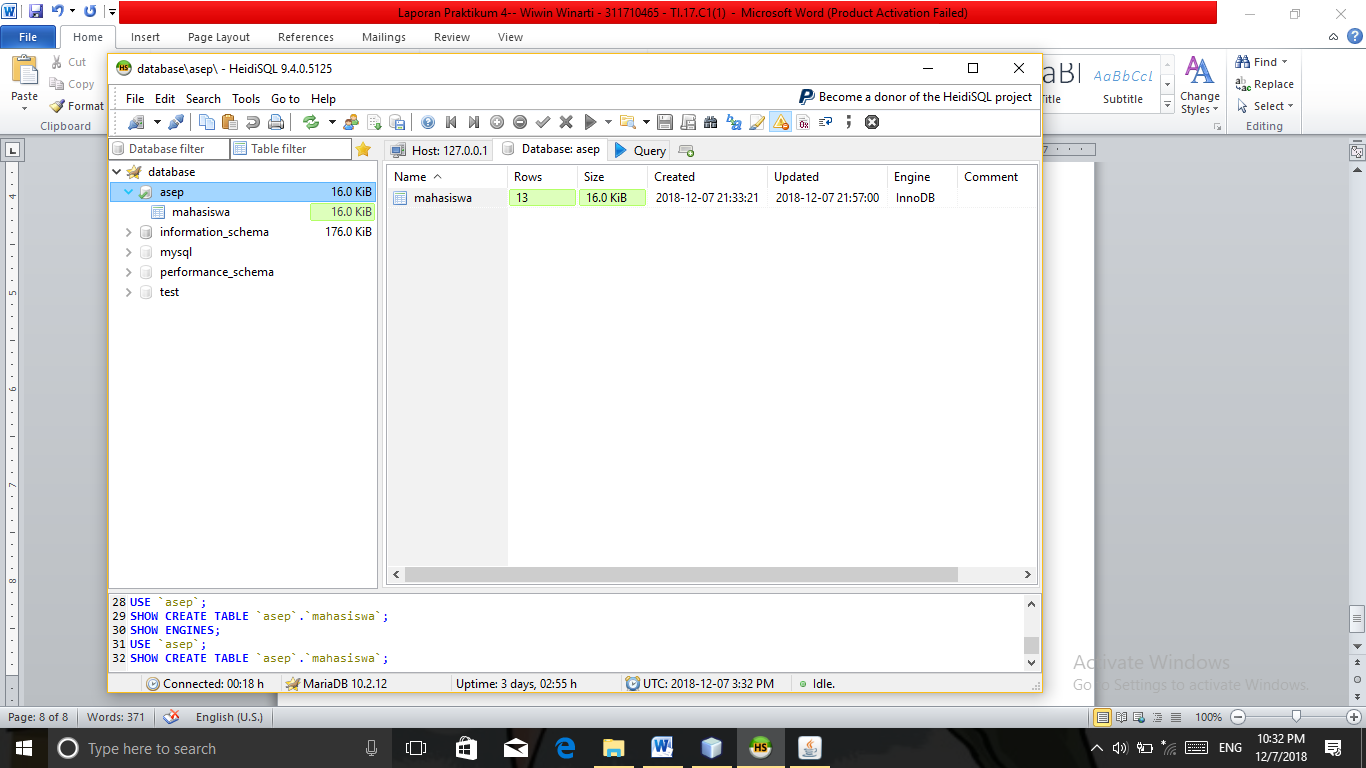 Laporan Praktikum 4 - - Wiwin Winarti - 311710465 - TI.17.C1(1) - Microsoft Word (Product Activation Failed)
File Home Insert Page Layout References Mailings Review View
Paste
Cut
Copy
Format
Clipboard
Title
AaBbCcL
Subtitle
Change Styles
Find
Replace
Select
Editing
database\asep\ - HeidiSQL 9.4.0.5125
File Edit Search Tools Go to Help
Become a donor of the HeidiSQL project
Database filter Table filter
Host: 127.0.0.1 Database: asep Query
database
asep 16.0 KiB
mahasiswa 16.0 KiB
information_schema 176.0 KiB
mysql
performance_schema
test
Name Rows Size Created Updated Engine Comment
mahasiswa 13 16.0 KiB 2018-12-07 21:33:21 2018-12-07 21:57:00 InnoDB
28 USE `asep`;
29 SHOW CREATE TABLE `asep`.`mahasiswa`;
30 SHOW ENGINES;
31 USE `asep`;
32 SHOW CREATE TABLE `asep`.`mahasiswa`;
Connected: 00:18 h MariaDB 10.2.12 Uptime: 3 days, 02:55 h UTC: 2018-12-07 3:32 PM Idle.
Activate Windows
Go to Settings to activate Windows.
Page: 8 of 8 Words: 371 English (U.S.) 100%
Type here to search
ENG
10:32 PM
12/7/2018